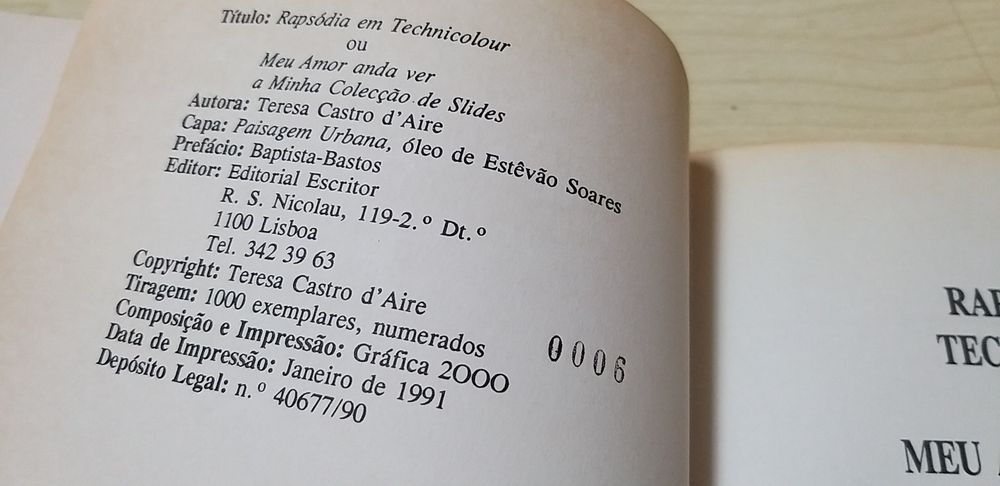 Título: Rapsódia em Technicolour
ou
Meu Amor anda ver
a Minha Colecção de Slides
Autora: Teresa Castro d'Aire
Capa: Paisagem Urbana, óleo de Estêvão Soares
Prefácio: Baptista-Bastos
Editor: Editorial Escritor
R. S. Nicolau, 119-2.º Dt.º
1100 Lisboa
Tel. 342 39 63
Copyright: Teresa Castro d'Aire
Tiragem: 1000 exemplares, numerados 0006
Composição e Impressão: Gráfica 2OOO
Data de Impressão: Janeiro de 1991
Depósito Legal: n.º 40677/90
MEU